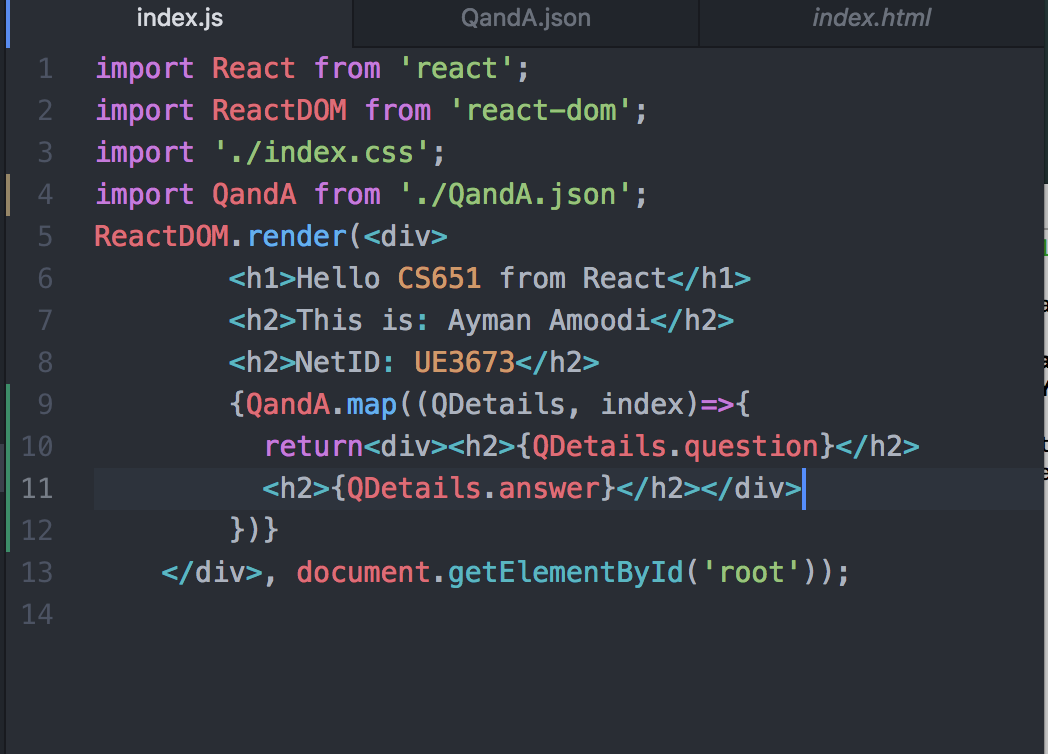 index.js QandA.json index.html
1 import React from 'react';
2 import ReactDOM from 'react-dom';
3 import './index.css';
4 import QandA from './QandA.json';
5 ReactDOM.render(<div>
6 <h1>Hello CS651 from React</h1>
7 <h2>This is: Ayman Amoodi</h2>
8 <h2>NetID: UE3673</h2>
9 {QandA.map((QDetails, index)=>{
10 return<div><h2>{QDetails.question}</h2>
11 <h2>{QDetails.answer}</h2></div>
12 })}
13 </div>, document.getElementById('root'));
14